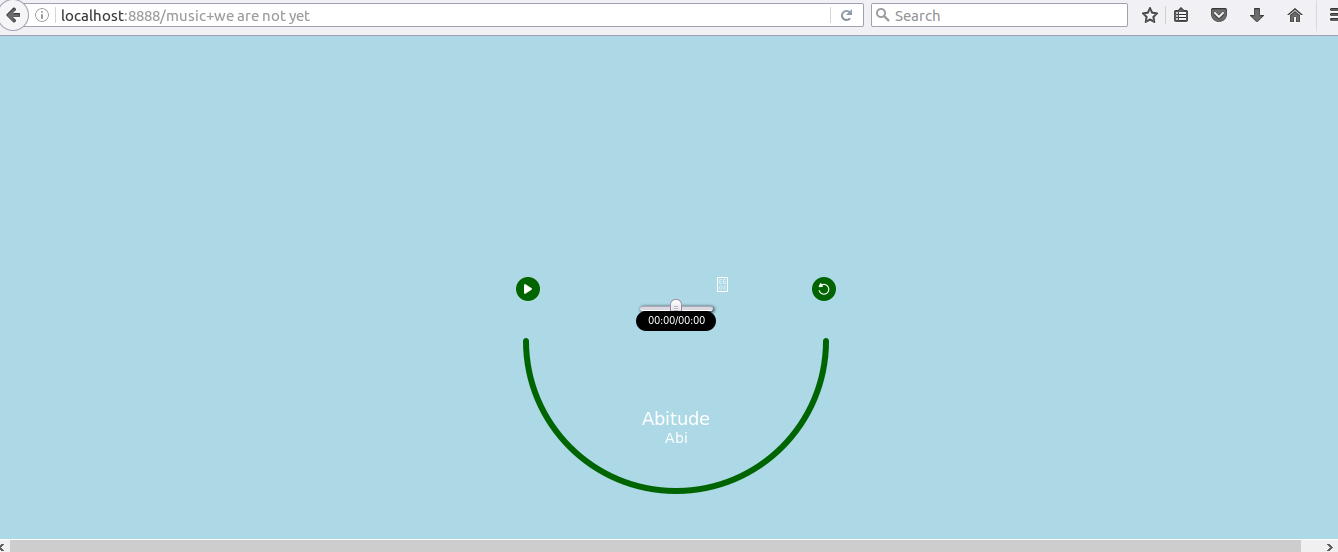 localhost:8888/music+we are not yet
Search
00:00/00:00
Abitude
Abi